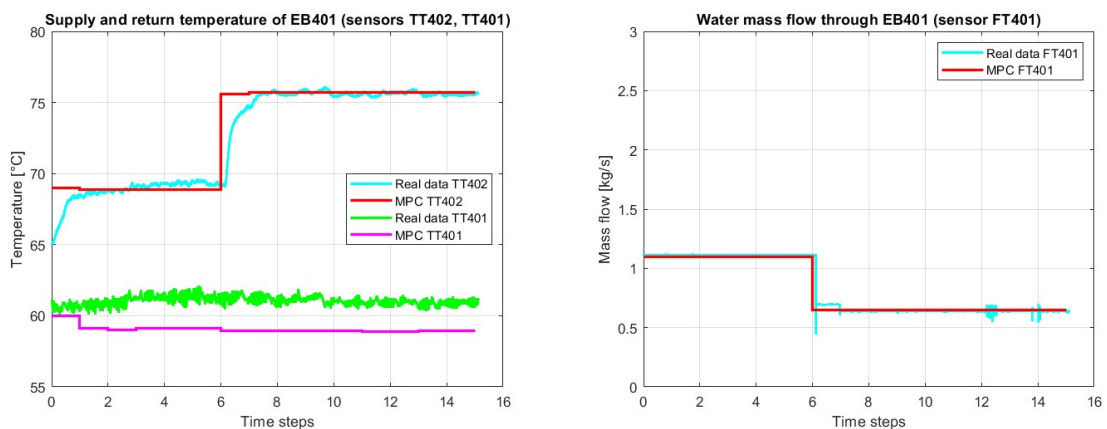 Supply and return temperature of EB401 (sensors TT402, TT401)
80
75
70
65
60
55
Temperature [°C]
Real data TT402
MPC TT402
Real data TT401
MPC TT401
0 2 4 6 8 10 12 14 16
Time steps
Water mass flow through EB401 (sensor FT401)
3
2.5
2
1.5
1
0.5
0
Mass flow [kg/s]
Real data FT401
MPC FT401
0 2 4 6 8 10 12 14 16
Time steps